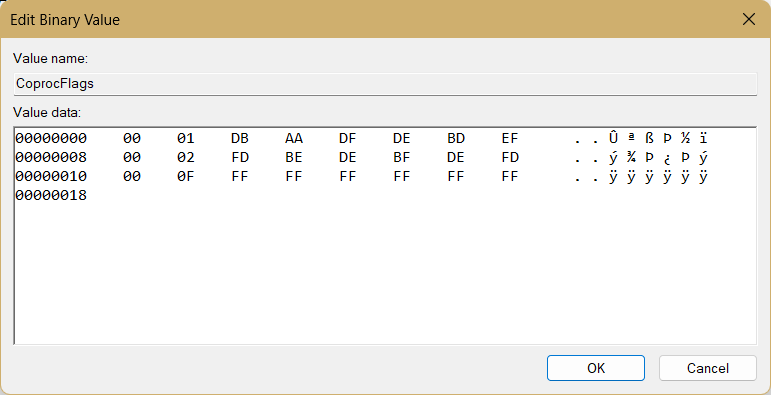 Edit Binary Value
Value name:
CoprocFlags
Value data:
00000000 00 01 DB AA DF DE BD EF . . Û ª ß Þ ½ ï
00000008 00 02 FD BE DE BF DE FD . . ý ¾ Þ ¿ Þ ý
00000010 00 0F FF FF FF FF FF FF . . ÿ ÿ ÿ ÿ ÿ ÿ
00000018
OK Cancel